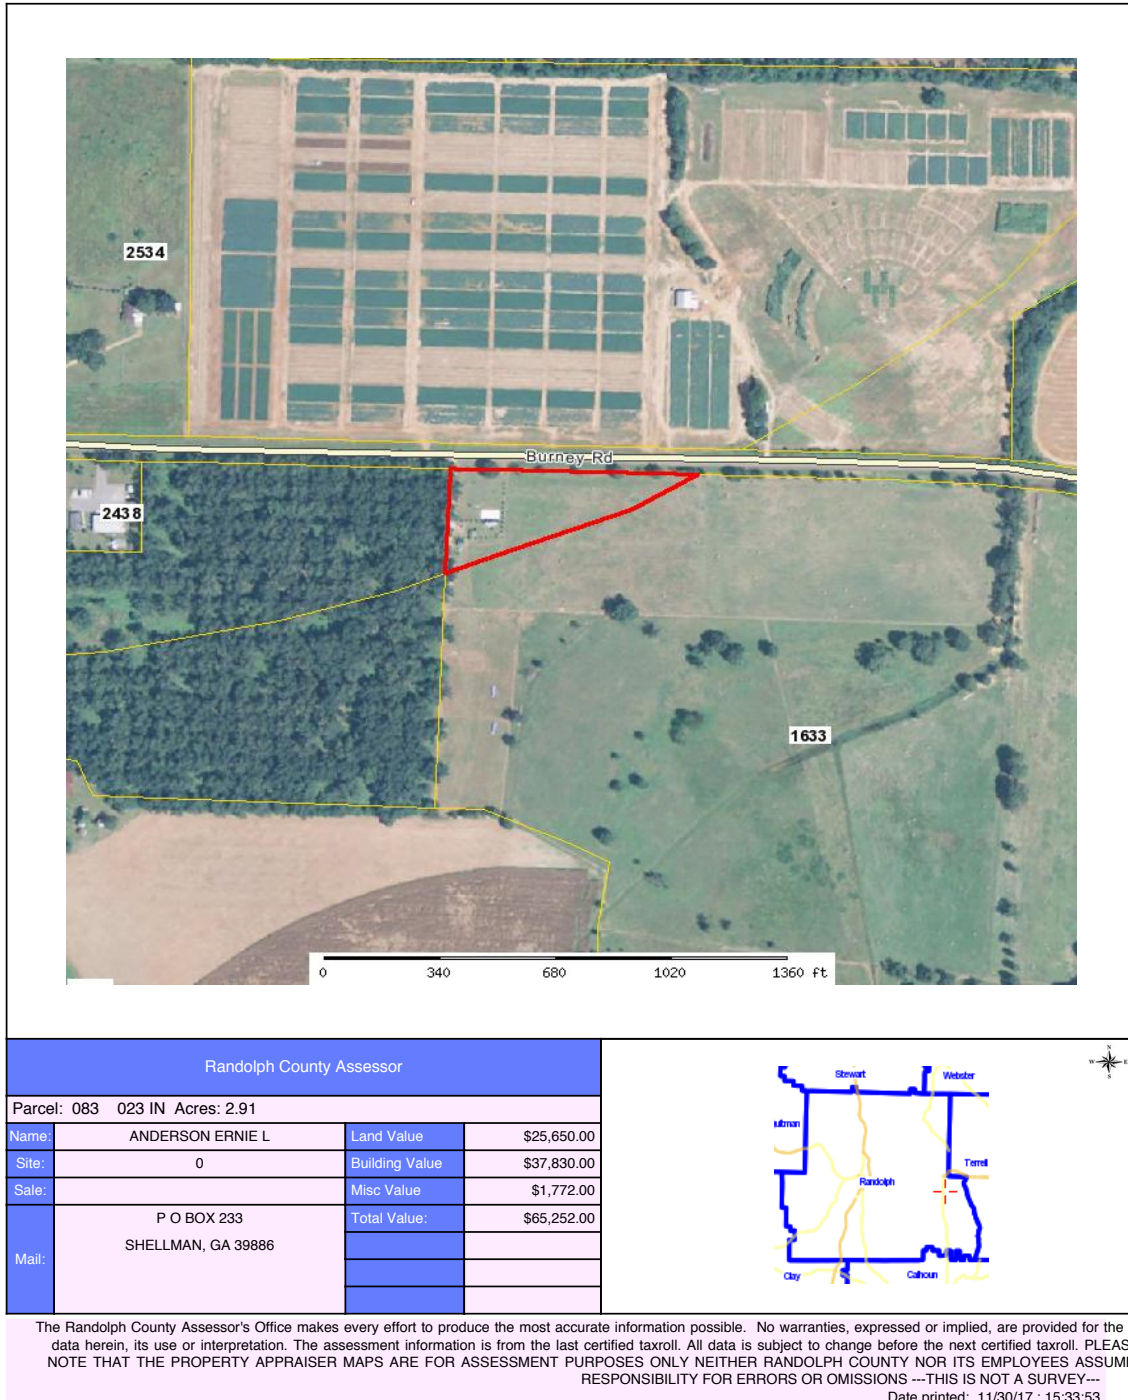 2534
Burney Rd
2438
1633
0 340 680 1020 1360 ft
Randolph County Assessor
Parcel: 083 023 IN Acres: 2.91
Name: ANDERSON ERNIE L Land Value $25,650.00
Site: 0 Building Value $37,830.00
Sale: Misc Value $1,772.00
Mail: P O BOX 233 Total Value: $65,252.00
SHELLMAN, GA 39886
N
W E
S
Stewart Webster
uitman
Terrell
Randolph
Clay Calhoun
The Randolph County Assessor's Office makes every effort to produce the most accurate information possible. No warranties, expressed or implied, are provided for the
data herein, its use or interpretation. The assessment information is from the last certified taxroll. All data is subject to change before the next certified taxroll. PLEAS
NOTE THAT THE PROPERTY APPRAISER MAPS ARE FOR ASSESSMENT PURPOSES ONLY NEITHER RANDOLPH COUNTY NOR ITS EMPLOYEES ASSUM
RESPONSIBILITY FOR ERRORS OR OMISSIONS ---THIS IS NOT A SURVEY---
Date printed: 11/30/17 : 15:33:53